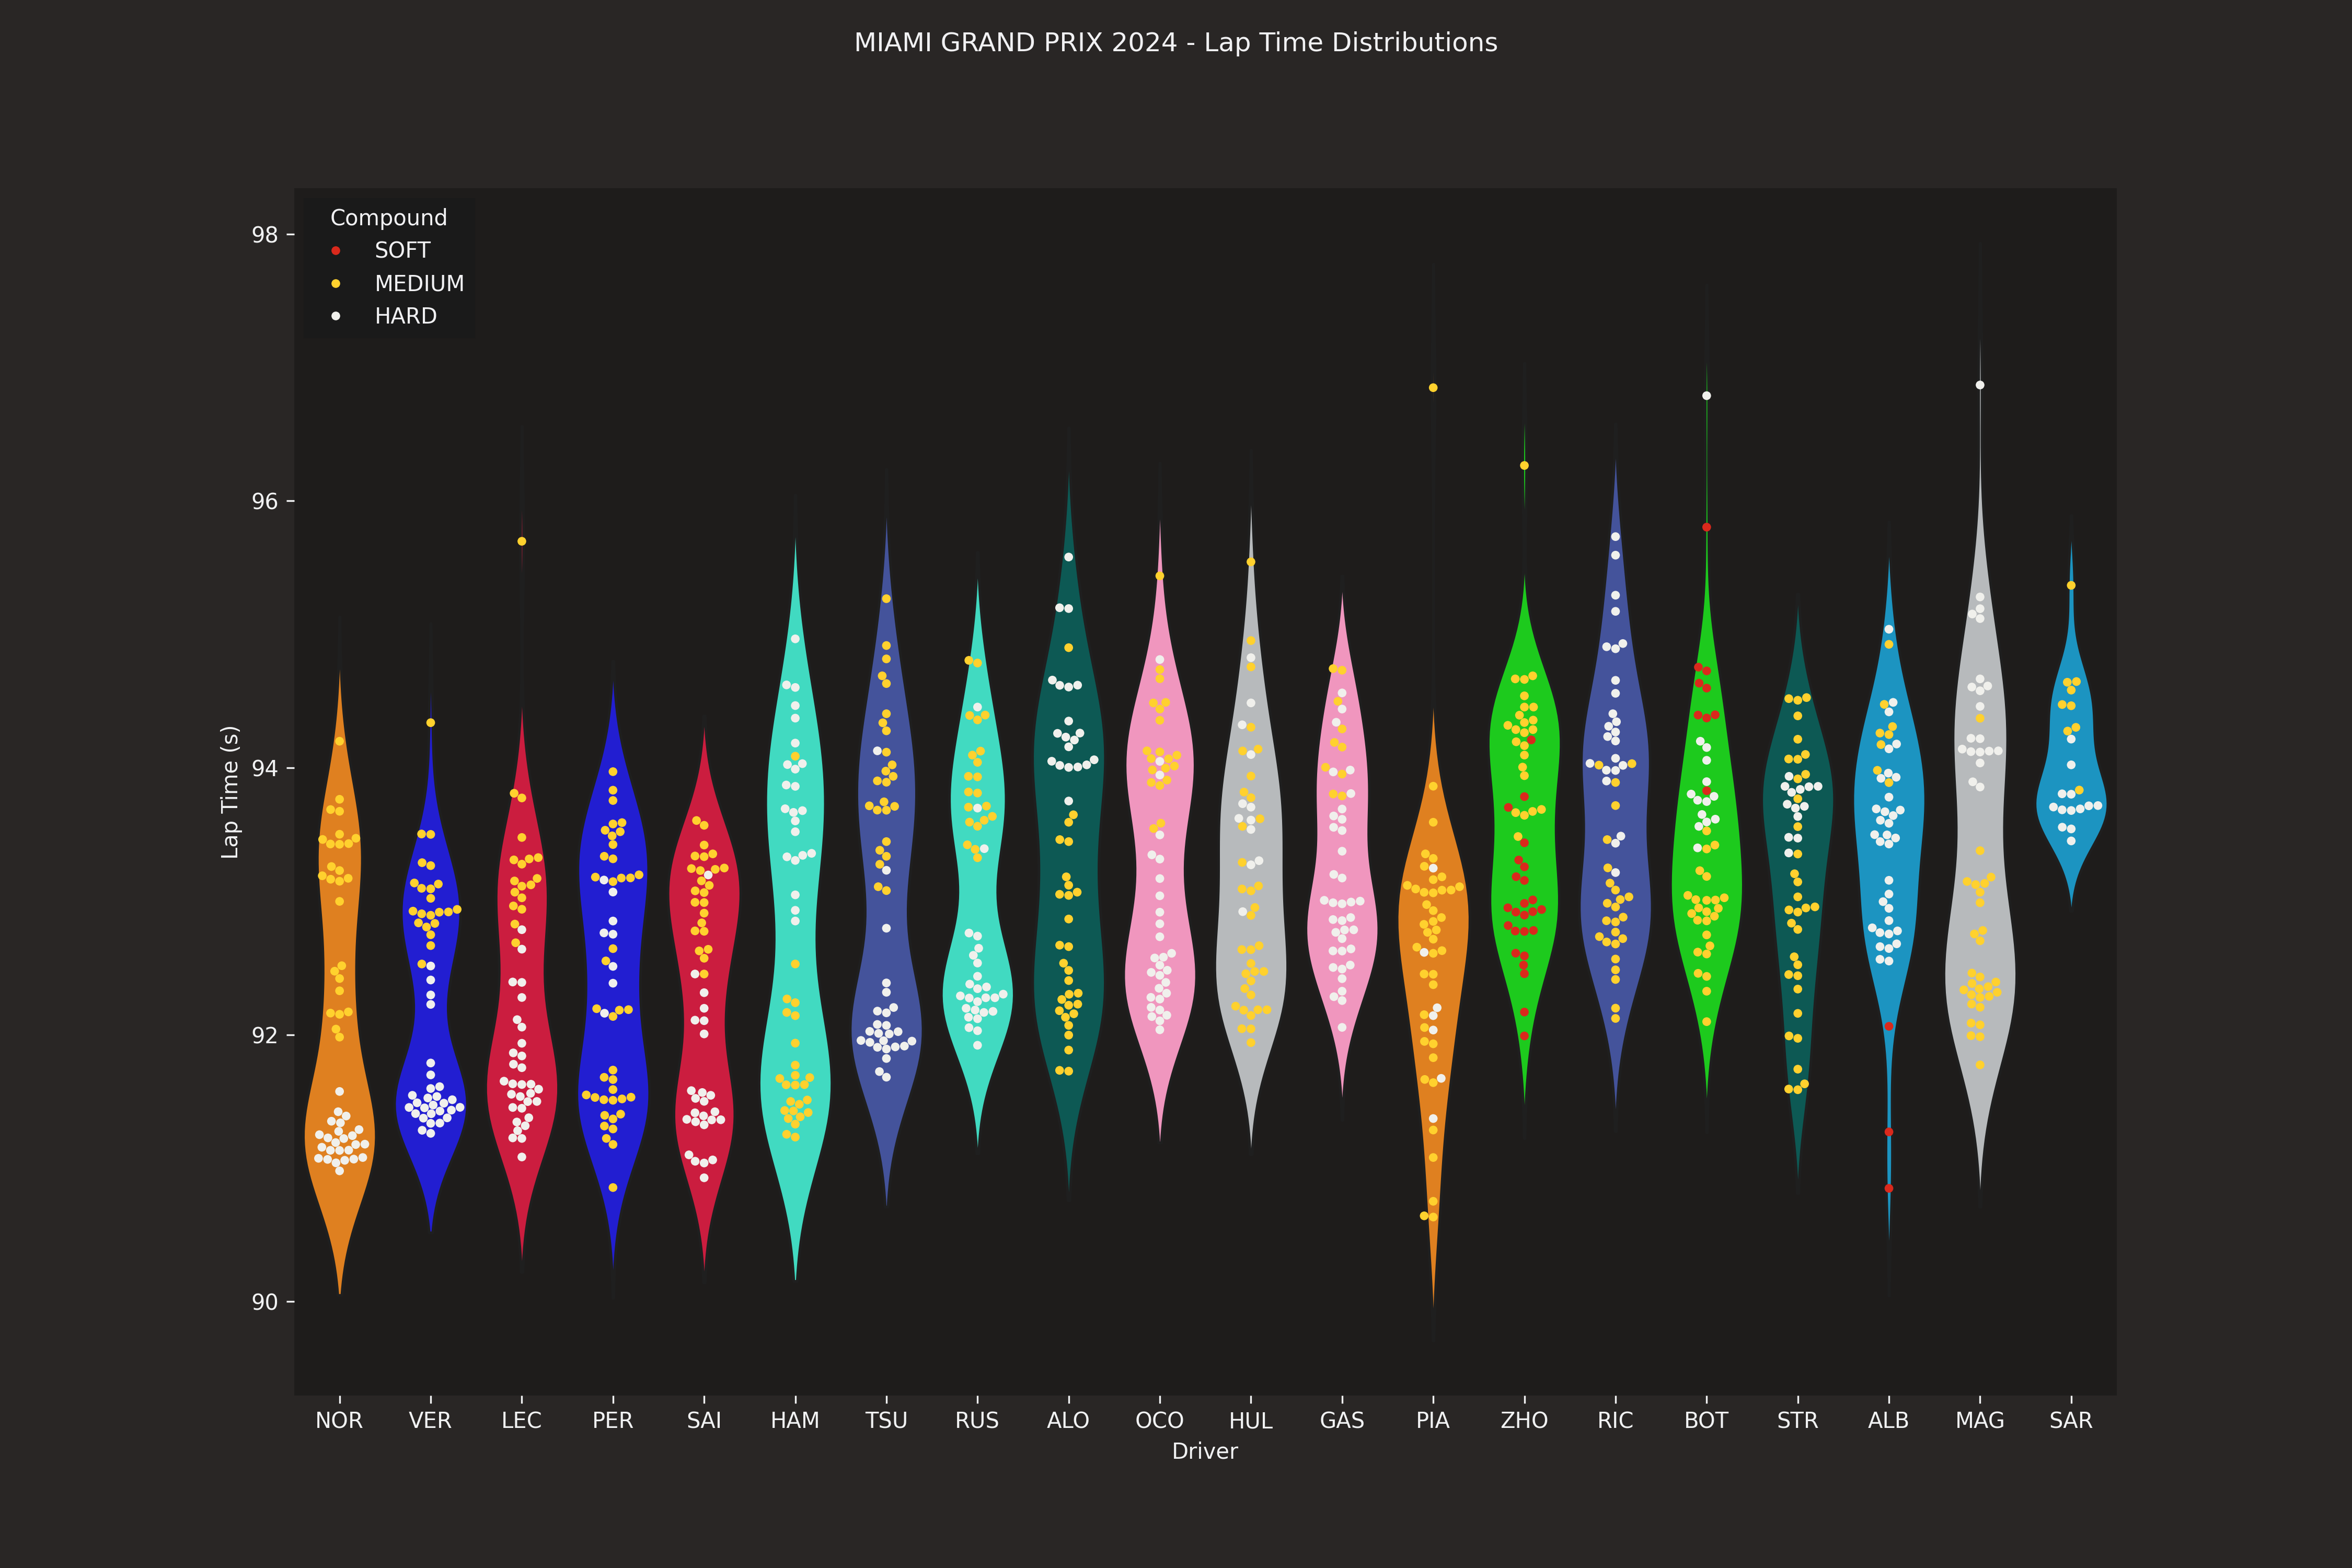 MIAMI GRAND PRIX 2024 - Lap Time Distributions
Compound
SOFT
MEDIUM
HARD
98
96
94
92
90
Lap Time (s)
NOR VER LEC PER SAI HAM TSU RUS ALO OCO HUL GAS PIA ZHO RIC BOT STR ALB MAG SAR
Driver